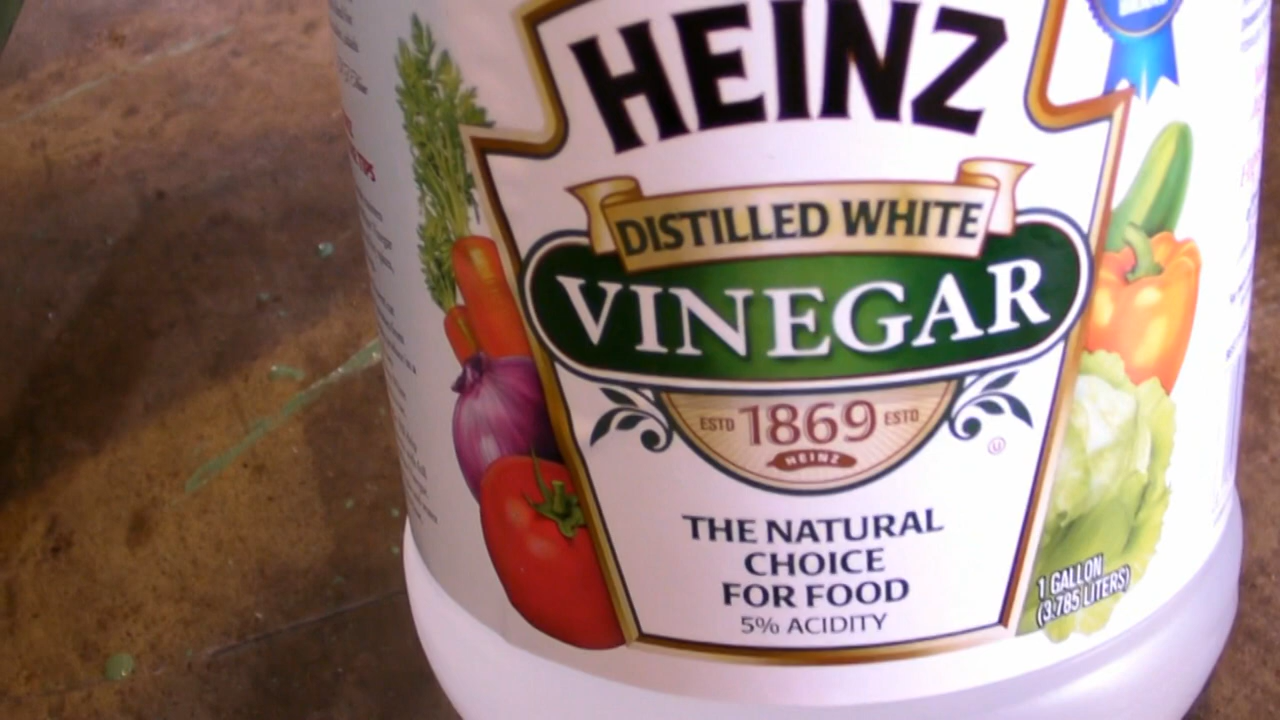 HEINZ
DISTILLED WHITE
VINEGAR
ESTD 1869 ESTD
HEINZ
THE NATURAL
CHOICE
FOR FOOD
5% ACIDITY
1 GALLON
(3.785 LITERS)
TIPS